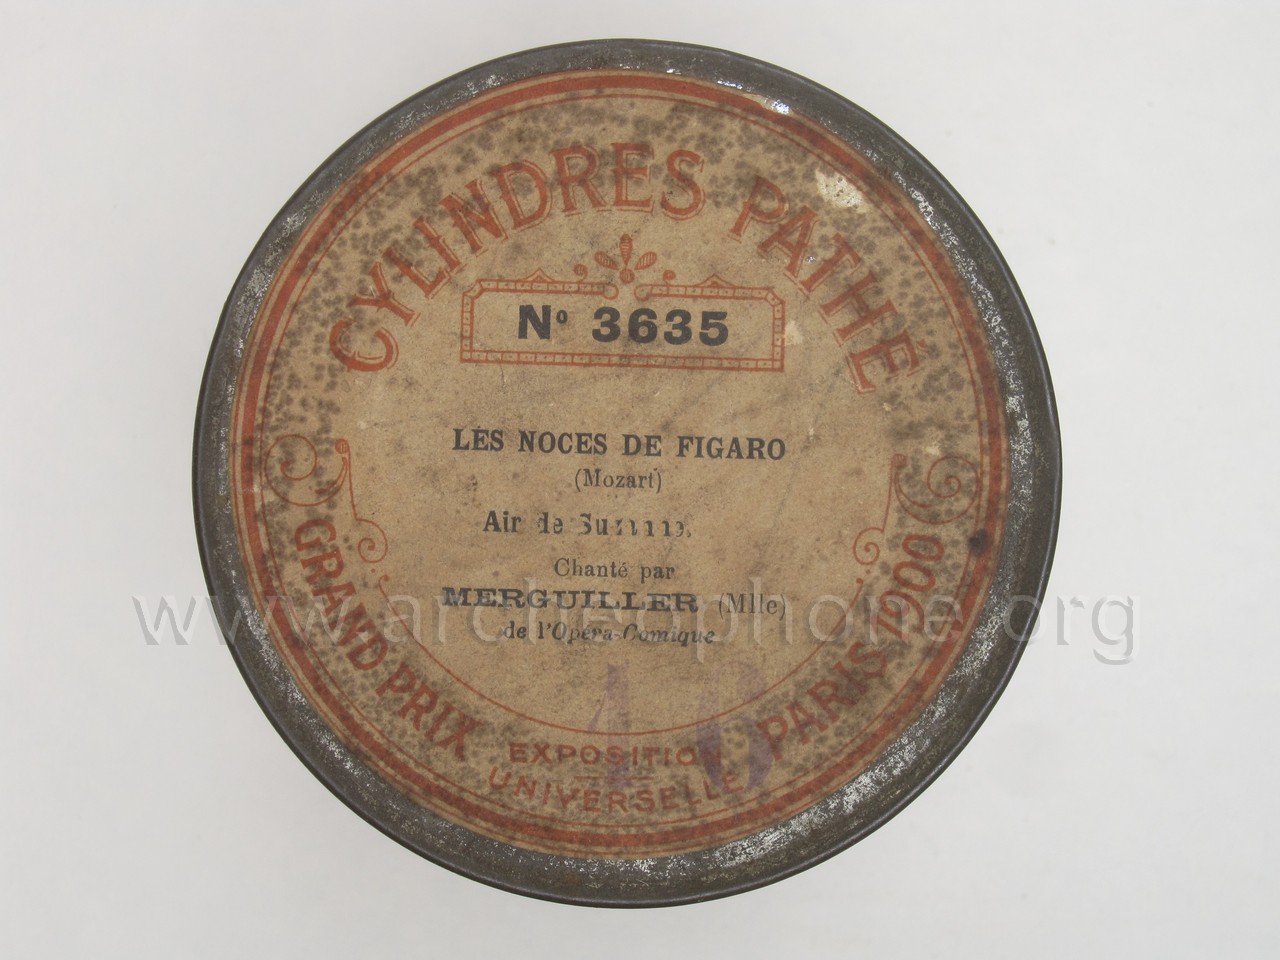 CYLINDRES PATHÉ
Nº 3635
LES NOCES DE FIGARO
(Mozart)
Air de
Chanté par
MERGUILLER (Mlle)
de l'Opéra-Comique
GRAND PRIX
EXPOSITION
UNIVERSELLE
PARIS 1900
www.archeophone.org